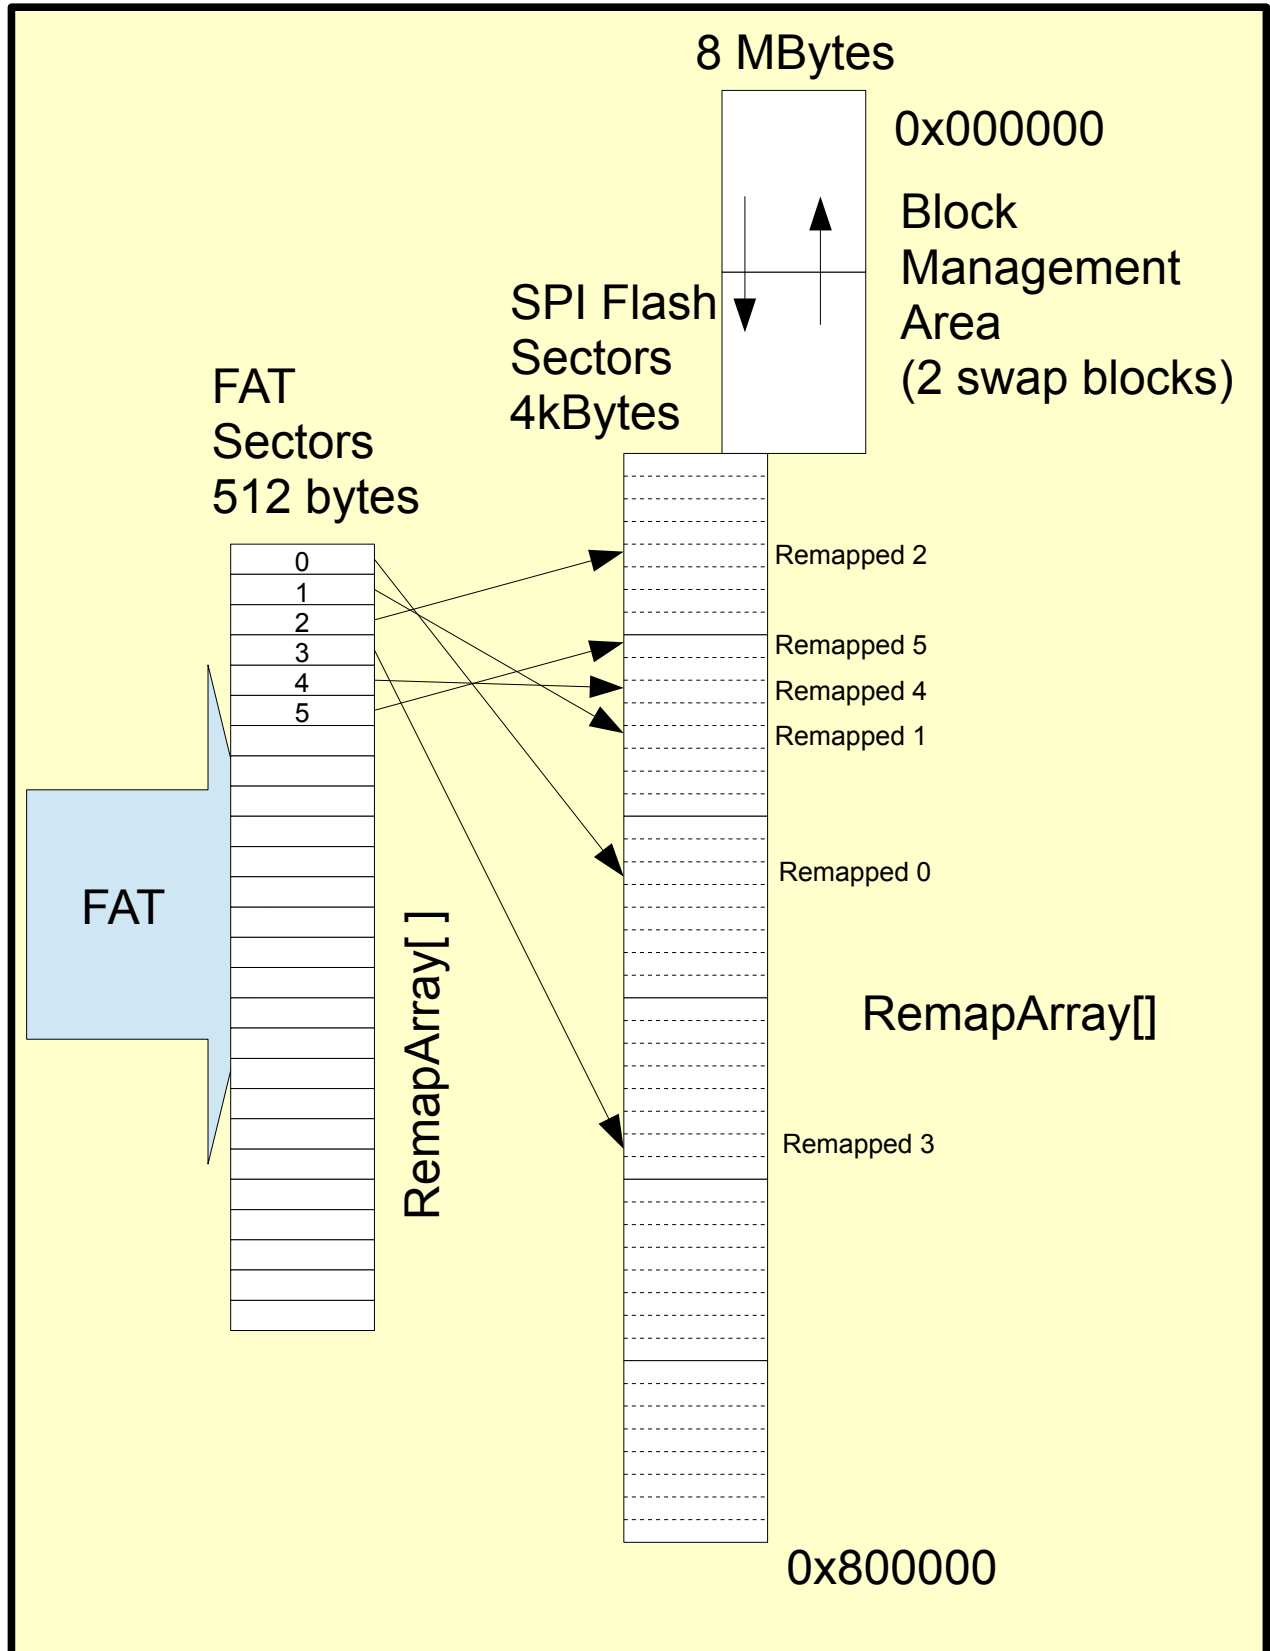 8 MBytes
0x000000
Block
Management
Area
(2 swap blocks)
SPI Flash
Sectors
4kBytes
FAT
Sectors
512 bytes
0
1
2
3
4
5
FAT
RemapArray[ ]
Remapped 2
Remapped 5
Remapped 4
Remapped 1
Remapped 0
RemapArray[]
Remapped 3
0x800000